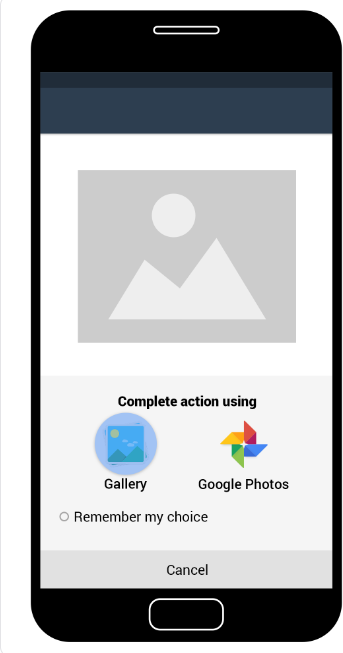 Complete action using
Gallery
Google Photos
Remember my choice
Cancel